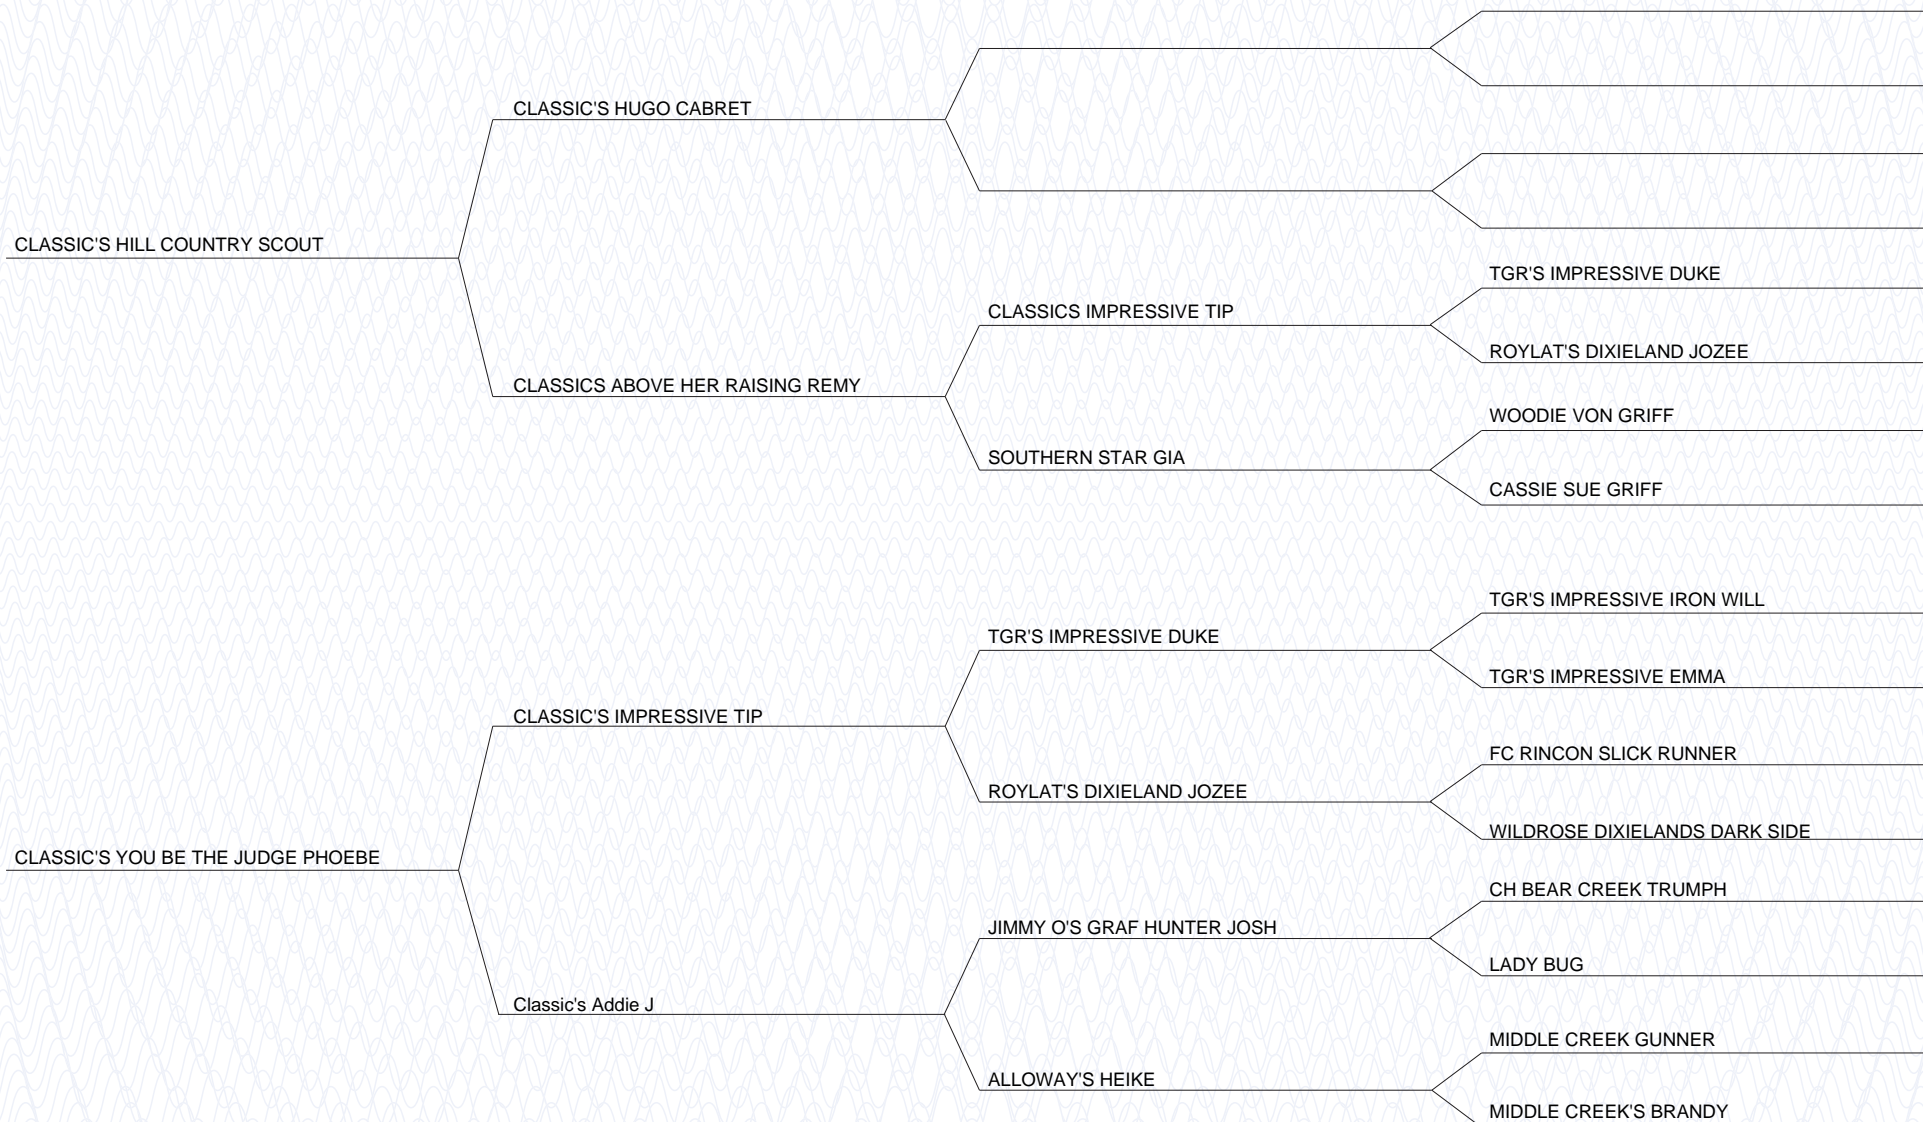 CLASSIC'S HUGO CABRET
CLASSIC'S HILL COUNTRY SCOUT
TGR'S IMPRESSIVE DUKE
CLASSICS IMPRESSIVE TIP
ROYLAT'S DIXIELAND JOZEE
CLASSICS ABOVE HER RAISING REMY
WOODIE VON GRIFF
SOUTHERN STAR GIA
CASSIE SUE GRIFF
TGR'S IMPRESSIVE IRON WILL
TGR'S IMPRESSIVE DUKE
TGR'S IMPRESSIVE EMMA
CLASSIC'S IMPRESSIVE TIP
FC RINCON SLICK RUNNER
ROYLAT'S DIXIELAND JOZEE
WILDROSE DIXIELANDS DARK SIDE
CLASSIC'S YOU BE THE JUDGE PHOEBE
CH BEAR CREEK TRUMPH
JIMMY O'S GRAF HUNTER JOSH
LADY BUG
Classic's Addie J
MIDDLE CREEK GUNNER
ALLOWAY'S HEIKE
MIDDLE CREEK'S BRANDY